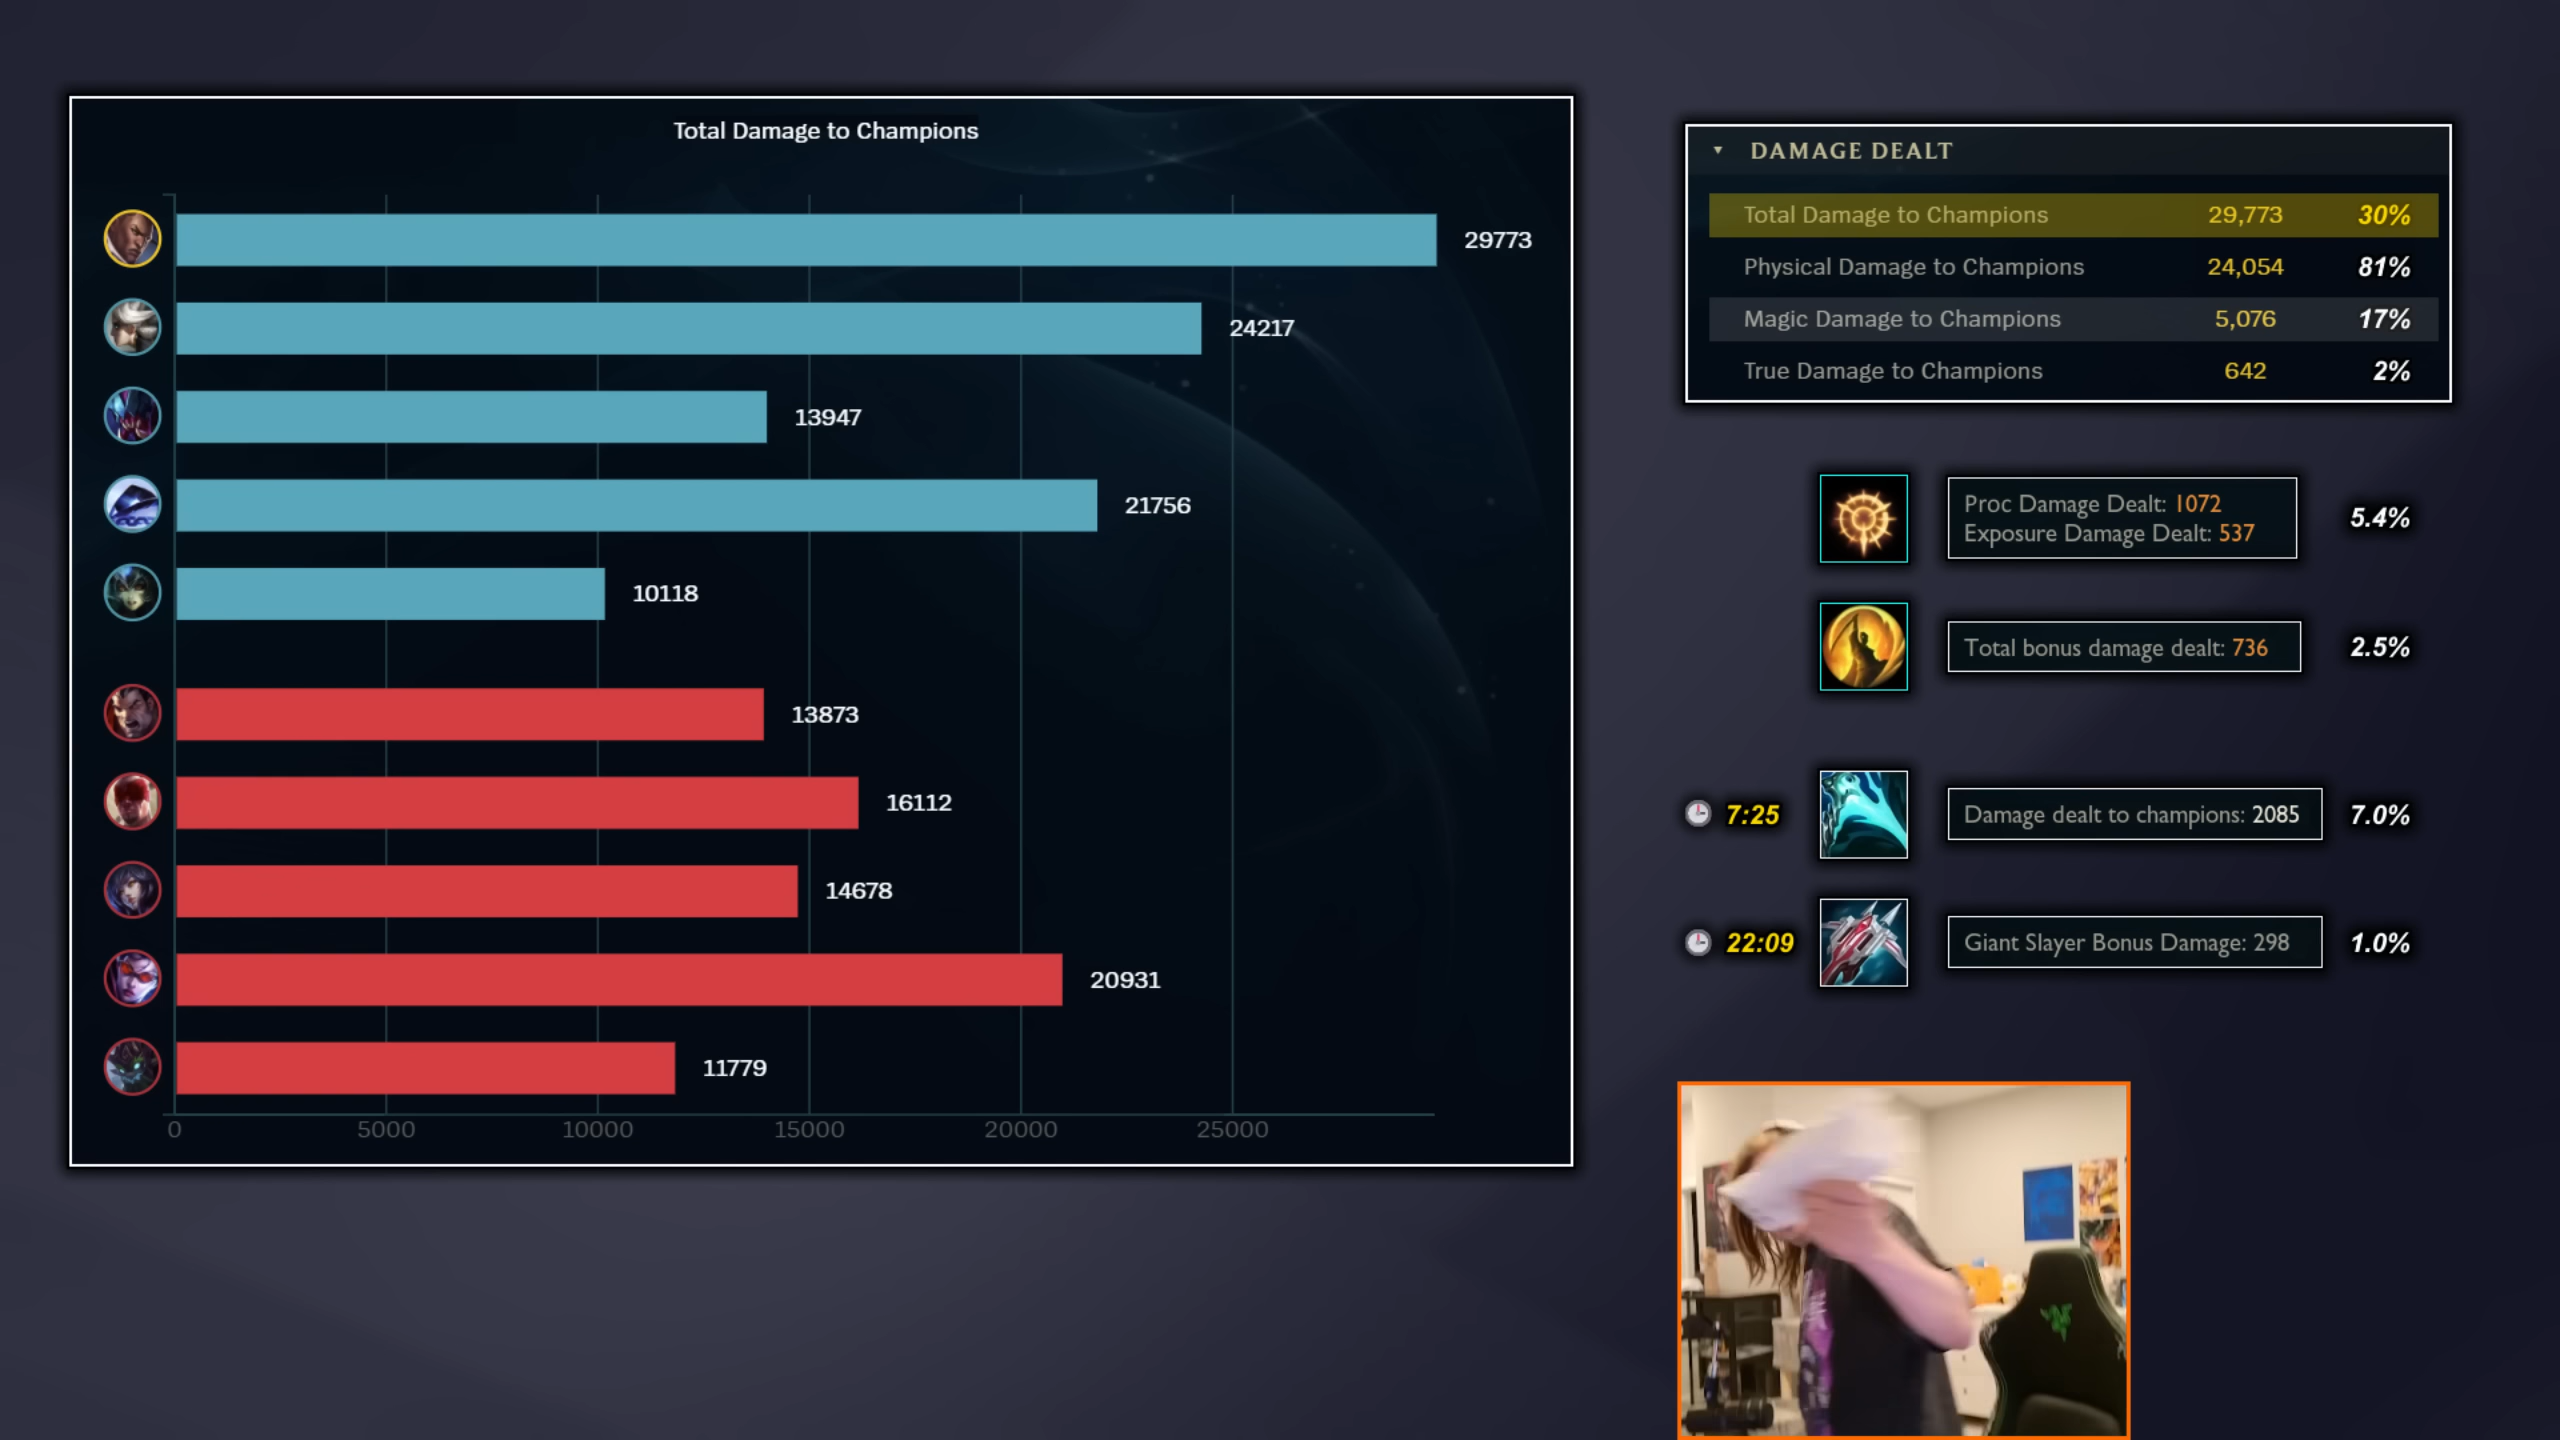 Total Damage to Champions
29773
24217
13947
21756
10118
13873
16112
14678
20931
11779
0 5000 10000 15000 20000 25000
DAMAGE DEALT
Total Damage to Champions 29,773 30%
Physical Damage to Champions 24,054 81%
Magic Damage to Champions 5,076 17%
True Damage to Champions 642 2%
Proc Damage Dealt: 1072
Exposure Damage Dealt: 537
5.4%
Total bonus damage dealt: 736 2.5%
7:25 Damage dealt to champions: 2085 7.0%
22:09 Giant Slayer Bonus Damage: 298 1.0%